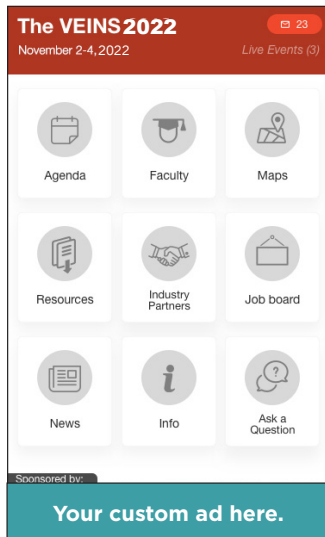 The VEINS 2022
23
November 2-4, 2022
Live Events (3)
Agenda
Faculty
Maps
Resources
Industry
Partners
Job board
News
Info
Ask a
Question
Sponsored by:
Your custom ad here.